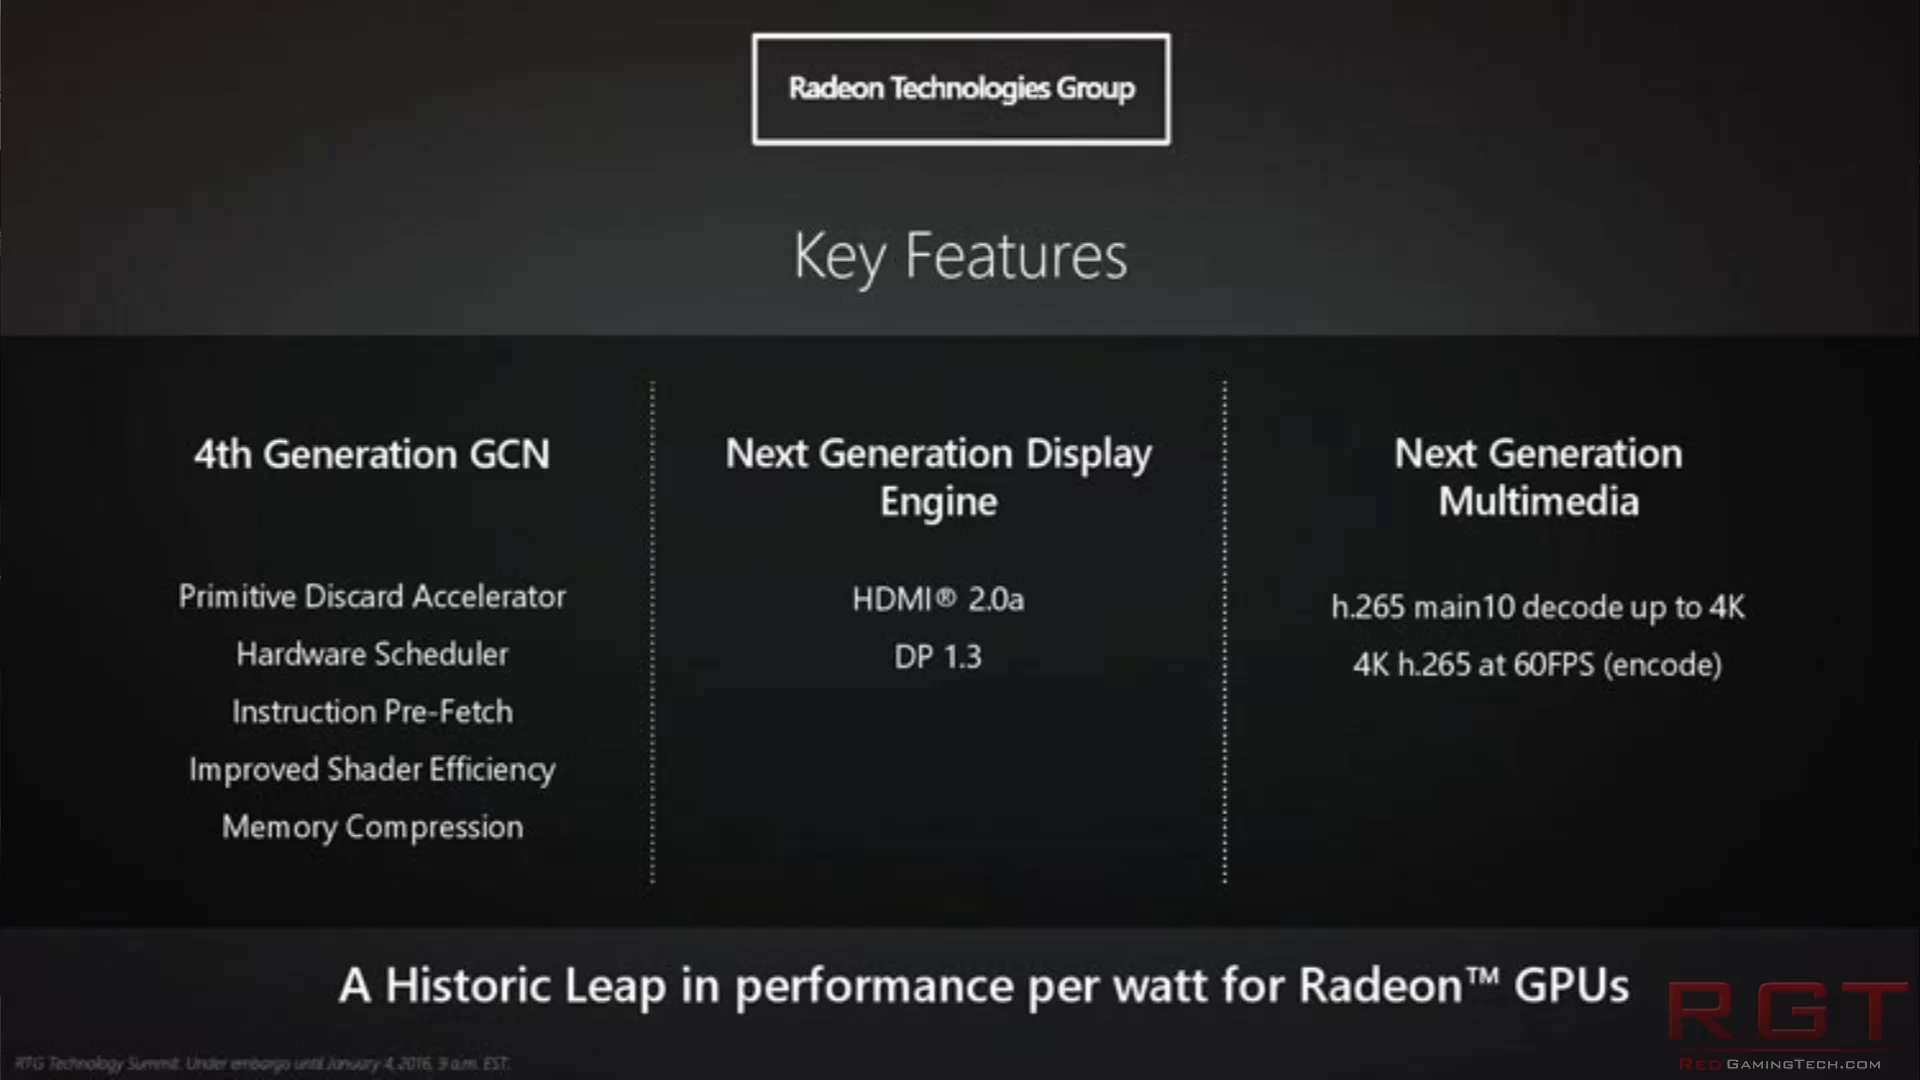 Radeon Technologies Group
Key Features
4th Generation GCN
Primitive Discard Accelerator
Hardware Scheduler
Instruction Pre-Fetch
Improved Shader Efficiency
Memory Compression
Next Generation Display
Engine
HDMI® 2.0a
DP 1.3
Next Generation
Multimedia
h.265 main10 decode up to 4K
4K h.265 at 60FPS (encode)
A Historic Leap in performance per watt for Radeon™ GPUs
RTG Technology Summit. Under embargo until January 4, 2016, 9 a.m. EST.
RGT
REDGAMINGTECH.COM